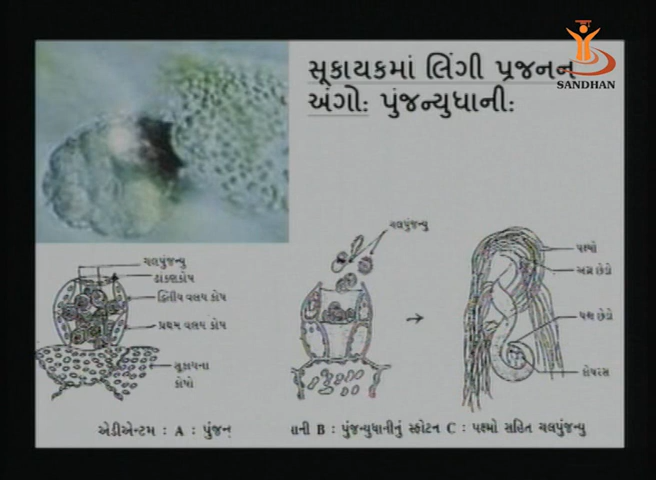 SANDHAN
સૂકાયકમાં લિંગી પ્રજનન
અંગો: પુંજન્યુધાની:
ચલપુંજન્યુ
ઢાંકણકોષ
દ્વિતીય વલય કોષ
પ્રથમ વલય કોષ
સૂકાયના
કોષો
ચલપુંજન્યુ
પક્ષ્મો
અગ્ર છેડો
પશ્ચ છેડો
કોષરસ
એડીએન્ટમ : A : પુંજન
ાની B : પુંજન્યુધાનીનું સ્ફોટન C : પક્ષ્મો સહિત ચલપુંજન્યુ